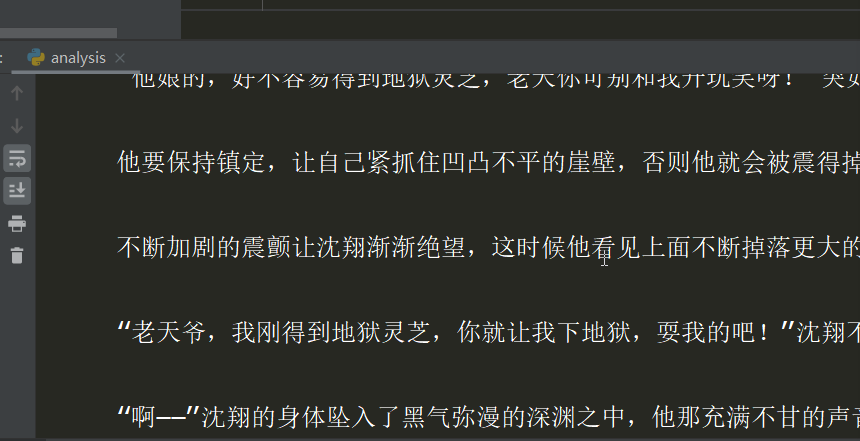 analysis
“他娘的，好不容易得到地狱灵芝，老天你可别和我开玩笑呀！”突如
他要保持镇定，让自己紧抓住凹凸不平的崖壁，否则他就会被震得掉
不断加剧的震颤让沈翔渐渐绝望，这时候他看见上面不断掉落更大的
“老天爷，我刚得到地狱灵芝，你就让我下地狱，耍我的吧！”沈翔不
“啊——”沈翔的身体坠入了黑气弥漫的深渊之中，他那充满不甘的声音